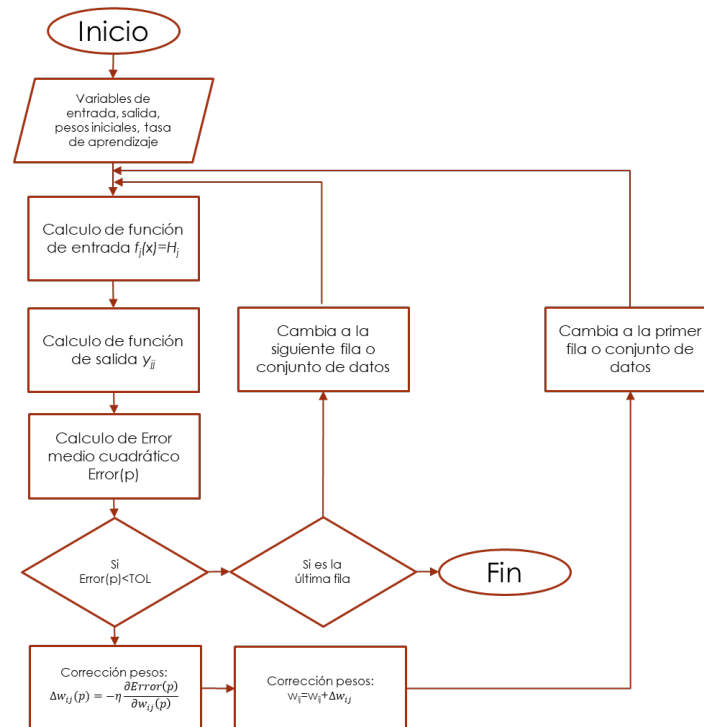 Inicio
Variables de
entrada, salida,
pesos iniciales, tasa
de aprendizaje
Calculo de función
de entrada fj(x)=Hj
Calculo de función
de salida yjj
Calculo de Error
medio cuadrático
Error(p)
Si
Error(p)<TOL
Cambia a la
siguiente fila o
conjunto de datos
Si es la
última fila
Fin
Cambia a la primer
fila o conjunto de
datos
Corrección pesos:
Δwij(p) = −η ∂Error(p)/∂wij(p)
Corrección pesos:
wij=wij+Δwij